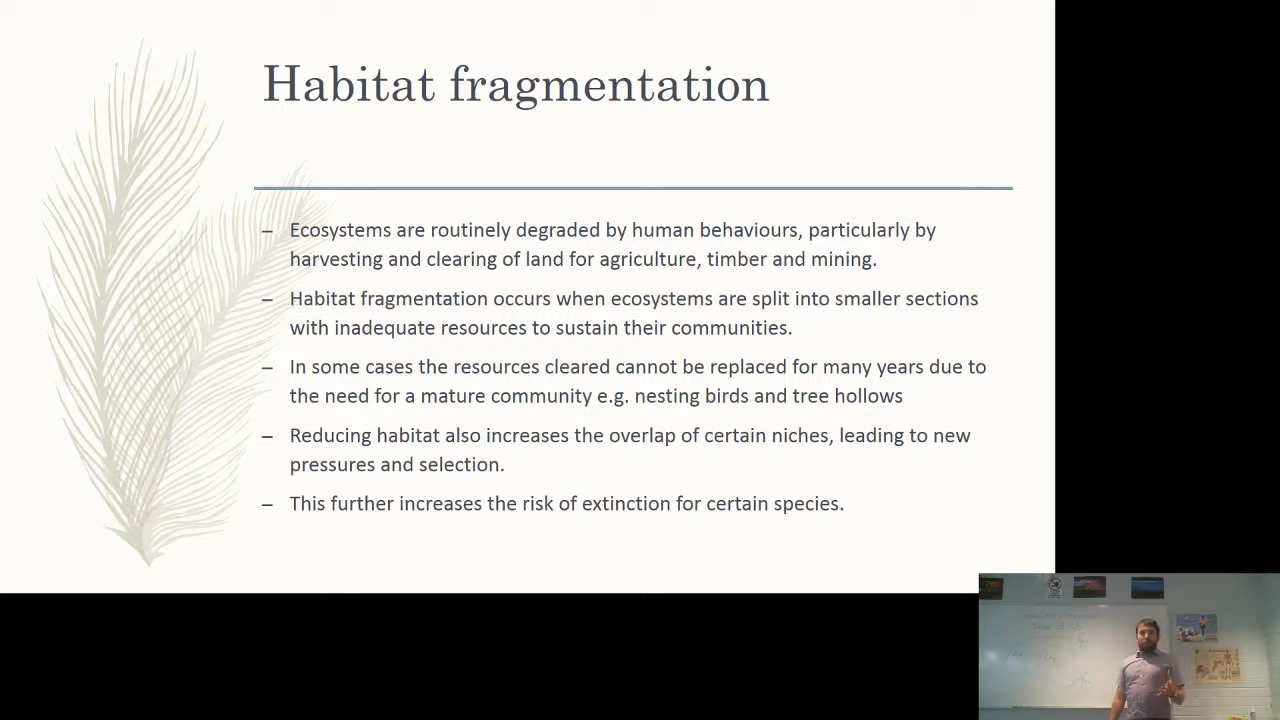 Habitat fragmentation
– Ecosystems are routinely degraded by human behaviours, particularly by
harvesting and clearing of land for agriculture, timber and mining.
– Habitat fragmentation occurs when ecosystems are split into smaller sections
with inadequate resources to sustain their communities.
– In some cases the resources cleared cannot be replaced for many years due to
the need for a mature community e.g. nesting birds and tree hollows
– Reducing habitat also increases the overlap of certain niches, leading to new
pressures and selection.
– This further increases the risk of extinction for certain species.